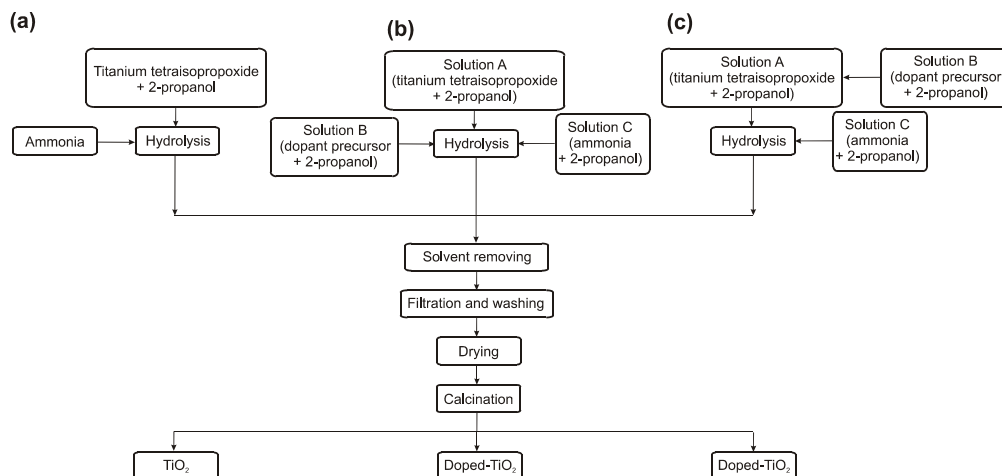 (a)
Titanium tetraisopropoxide
+ 2-propanol
Ammonia
Hydrolysis
(b)
Solution A
(titanium tetraisopropoxide
+ 2-propanol)
Solution B
(dopant precursor
+ 2-propanol)
Hydrolysis
Solution C
(ammonia
+ 2-propanol)
(c)
Solution A
(titanium tetraisopropoxide
+ 2-propanol)
Solution B
(dopant precursor
+ 2-propanol)
Hydrolysis
Solution C
(ammonia
+ 2-propanol)
Solvent removing
Filtration and washing
Drying
Calcination
TiO₂
Doped-TiO₂
Doped-TiO₂